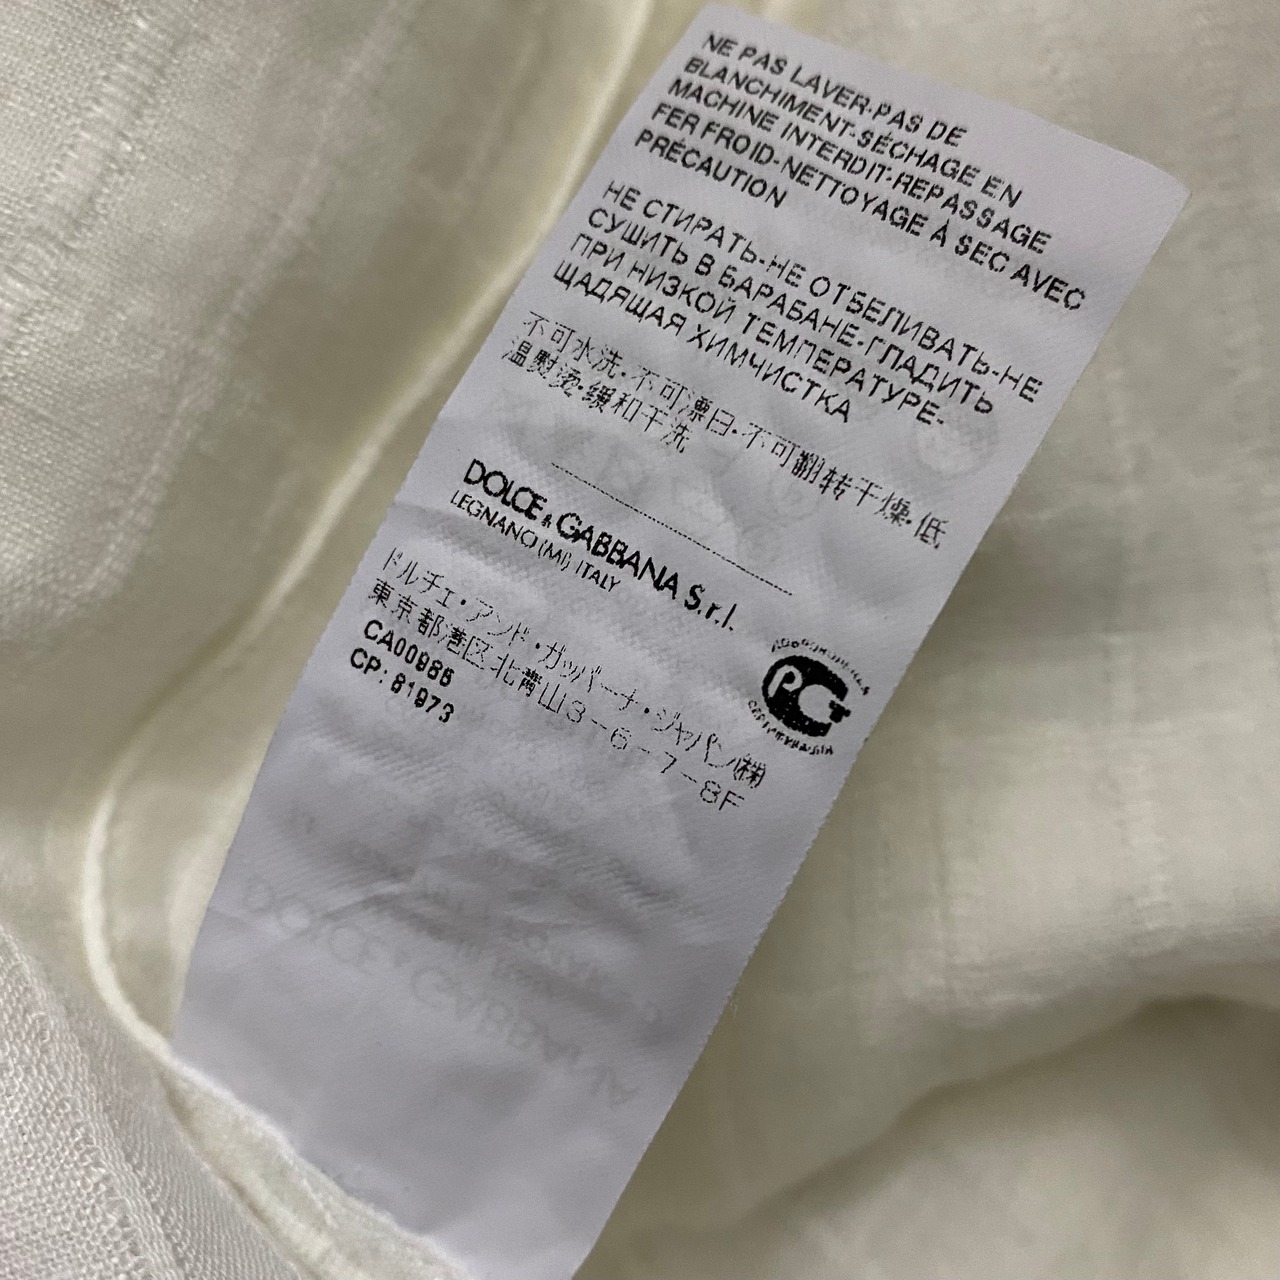 NE PAS LAVER-PAS DE
BLANCHIMENT-SÉCHAGE EN
MACHINE INTERDIT-REPASSAGE
FER FROID-NETTOYAGE À SEC AVEC
PRÉCAUTION
НЕ СТИРАТЬ-НЕ ОТБЕЛИВАТЬ-НЕ
СУШИТЬ В БАРАБАНЕ-ГЛАДИТЬ
ПРИ НИЗКОЙ ТЕМПЕРАТУРЕ-
ЩАДЯЩАЯ ХИМЧИСТКА
不可水洗·不可漂白·不可翻转干燥·低
温熨烫·缓和干洗
DOLCE & GABBANA S.r.l.
LEGNANO (MI) ITALY
ドルチェ・アンド・ガッバーナ・ジャパン㈱
東京都港区北青山3-6-7-8F
CA00986
CP: 81973
РСТ
DOLCE & GABBANA